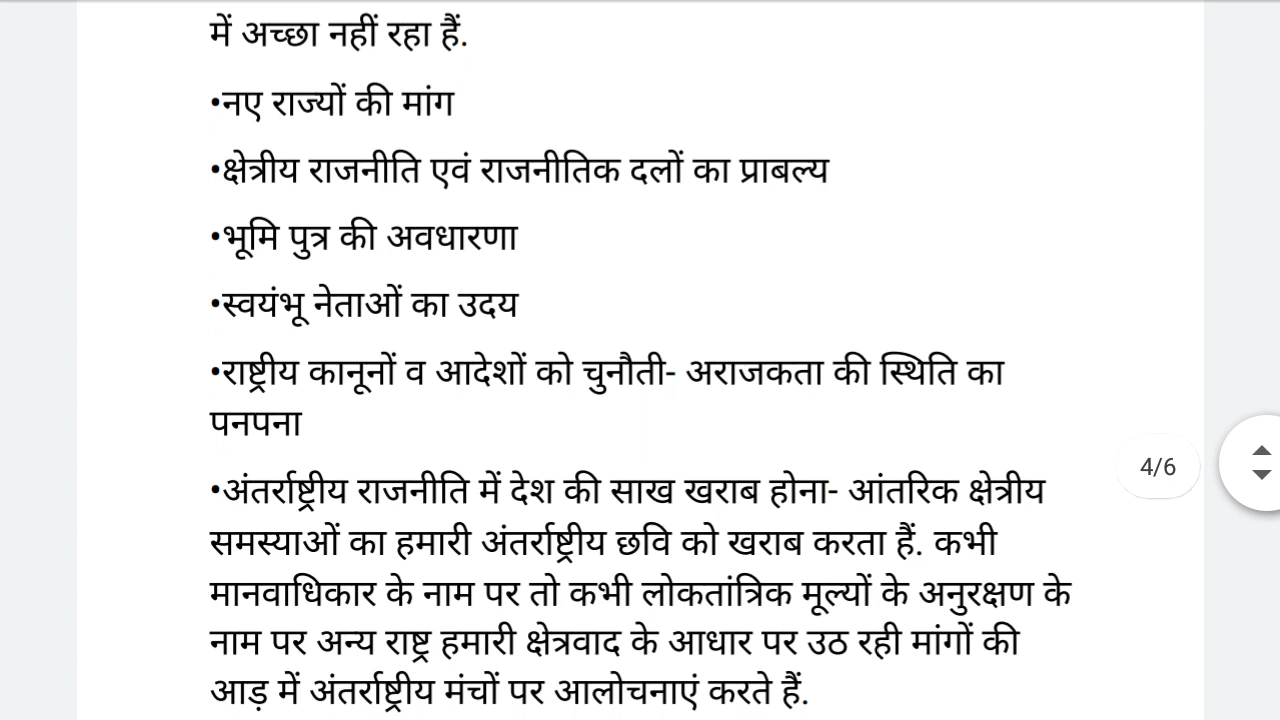 में अच्छा नहीं रहा हैं.
•नए राज्यों की मांग
•क्षेत्रीय राजनीति एवं राजनीतिक दलों का प्राबल्य
•भूमि पुत्र की अवधारणा
•स्वयंभू नेताओं का उदय
•राष्ट्रीय कानूनों व आदेशों को चुनौती- अराजकता की स्थिति का
पनपना
•अंतर्राष्ट्रीय राजनीति में देश की साख खराब होना- आंतरिक क्षेत्रीय
समस्याओं का हमारी अंतर्राष्ट्रीय छवि को खराब करता हैं. कभी
मानवाधिकार के नाम पर तो कभी लोकतांत्रिक मूल्यों के अनुरक्षण के
नाम पर अन्य राष्ट्र हमारी क्षेत्रवाद के आधार पर उठ रही मांगों की
आड़ में अंतर्राष्ट्रीय मंचों पर आलोचनाएं करते हैं.
4/6